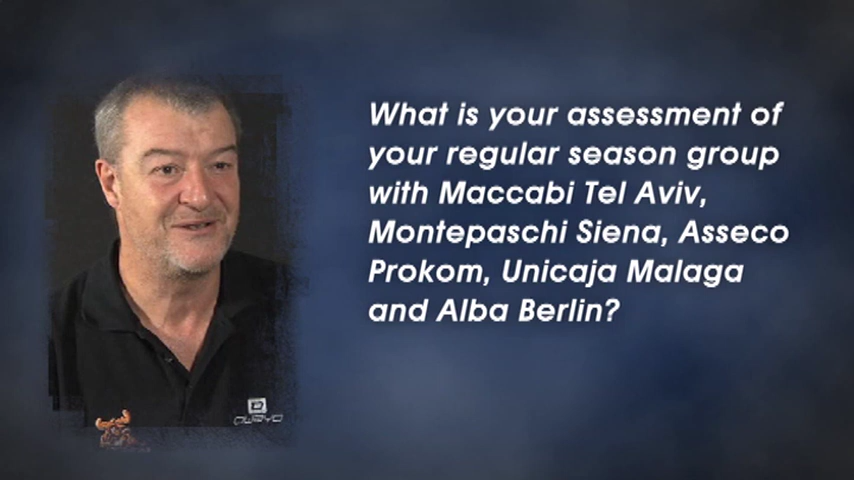 What is your assessment of
your regular season group
with Maccabi Tel Aviv,
Montepaschi Siena, Asseco
Prokom, Unicaja Malaga
and Alba Berlin?